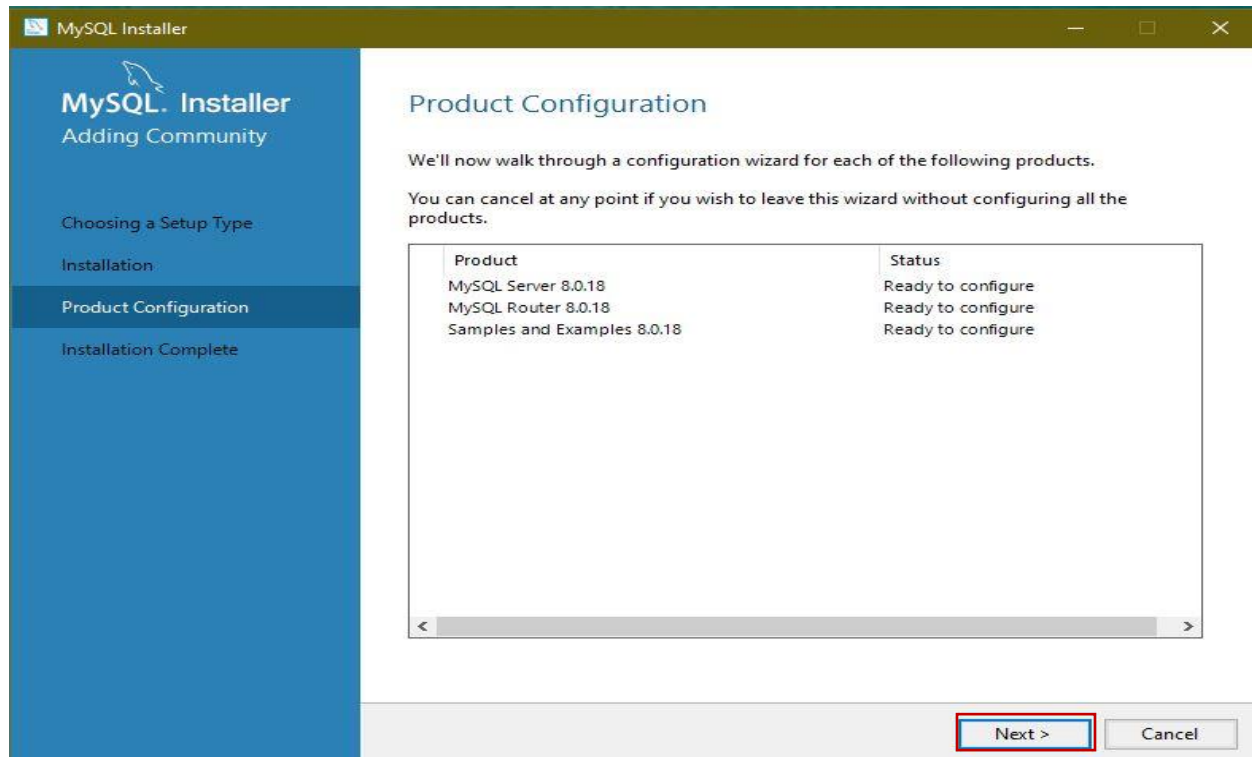 MySQL Installer
MySQL. Installer
Adding Community
Choosing a Setup Type
Installation
Product Configuration
Installation Complete
Product Configuration
We'll now walk through a configuration wizard for each of the following products.
You can cancel at any point if you wish to leave this wizard without configuring all the
products.
Product Status
MySQL Server 8.0.18 Ready to configure
MySQL Router 8.0.18 Ready to configure
Samples and Examples 8.0.18 Ready to configure
Next > Cancel